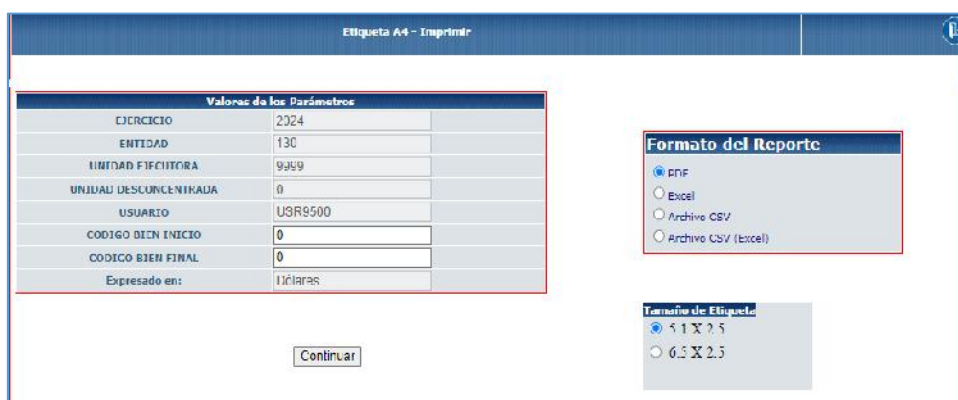 Etiqueta A4 - Imprimir
Valores de los Parámetros
EJERCICIO 2024
ENTIDAD 130
UNIDAD EJECUTORA 9999
UNIDAD DESCONCENTRADA 0
USUARIO USR9500
CODIGO BIEN INICIO 0
CODIGO BIEN FINAL 0
Expresado en: Dólares
Continuar
Formato del Reporte
PDF
Excel
Archivo CSV
Archivo CSV (Excel)
Tamaño de Etiqueta
5.1 X 2.5
6.5 X 2.5